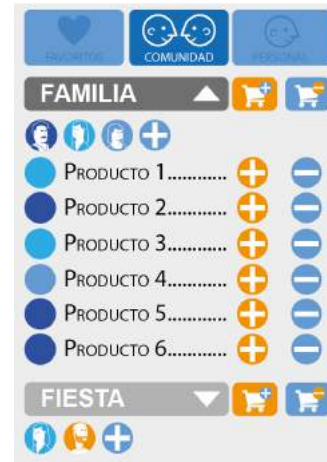 FAVORITOS COMUNIDAD PERSONAL
FAMILIA
Producto 1............
Producto 2............
Producto 3............
Producto 4............
Producto 5............
Producto 6............
FIESTA